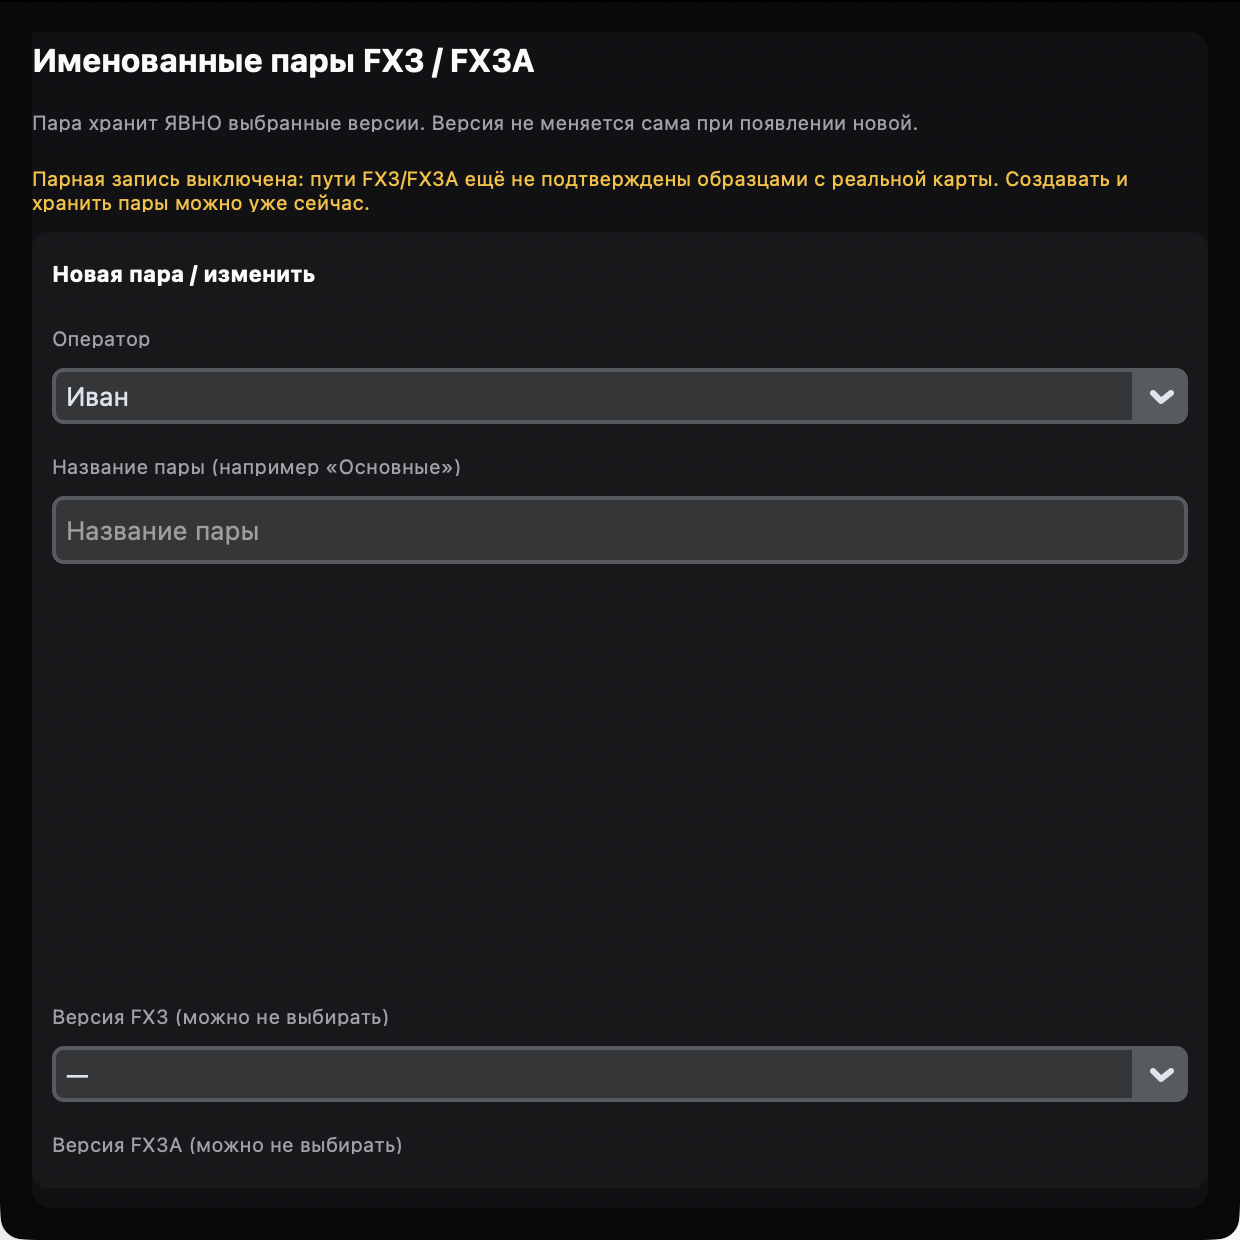 Именованные пары FX3 / FX3A
Пара хранит ЯВНО выбранные версии. Версия не меняется сама при появлении новой.
Парная запись выключена: пути FX3/FX3A ещё не подтверждены образцами с реальной карты. Создавать и
хранить пары можно уже сейчас.
Новая пара / изменить
Оператор
Иван
Название пары (например «Основные»)
Название пары
Версия FX3 (можно не выбирать)
—
Версия FX3A (можно не выбирать)